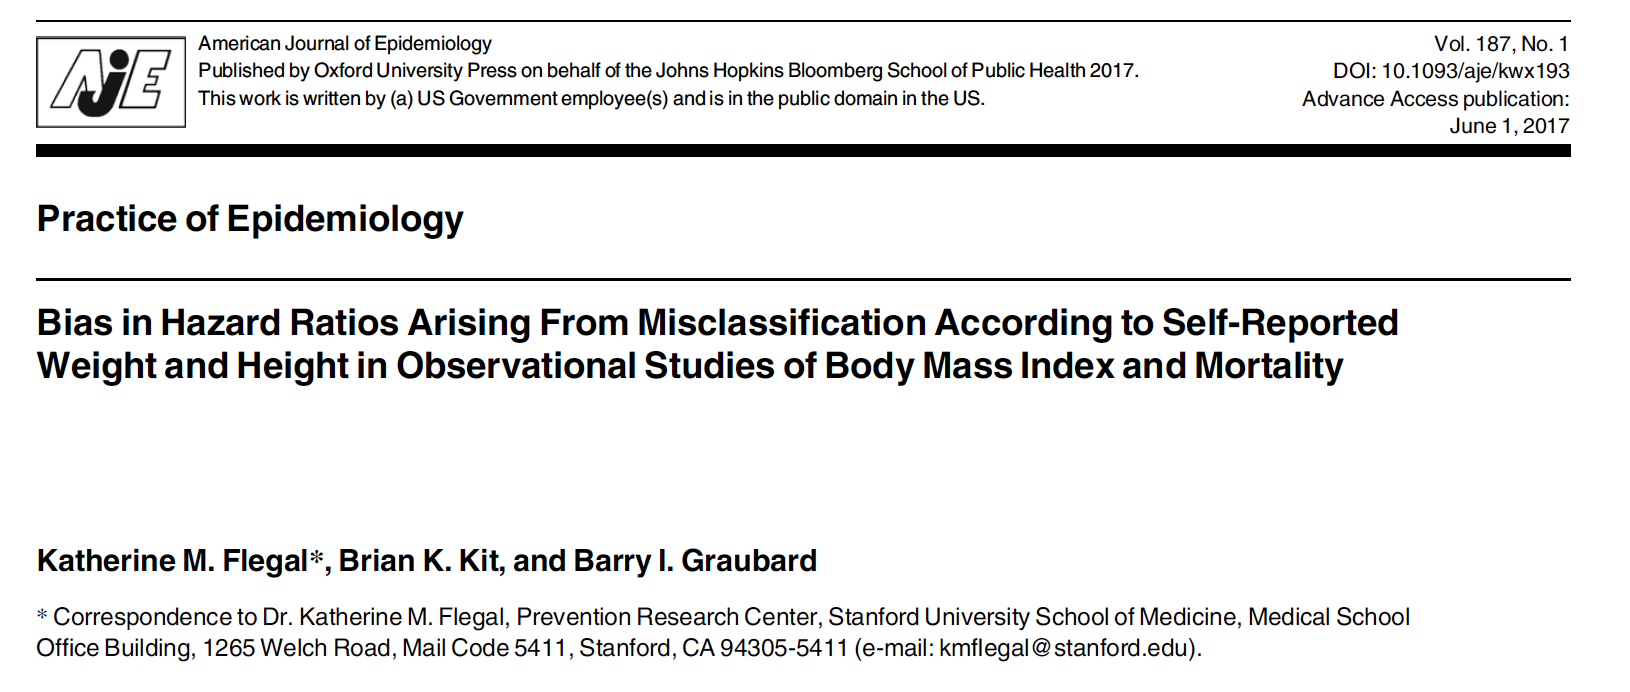 AJE
American Journal of Epidemiology
Published by Oxford University Press on behalf of the Johns Hopkins Bloomberg School of Public Health 2017.
This work is written by (a) US Government employee(s) and is in the public domain in the US.
Vol. 187, No. 1
DOI: 10.1093/aje/kwx193
Advance Access publication:
June 1, 2017
Practice of Epidemiology
Bias in Hazard Ratios Arising From Misclassification According to Self-Reported
Weight and Height in Observational Studies of Body Mass Index and Mortality
Katherine M. Flegal*, Brian K. Kit, and Barry I. Graubard
* Correspondence to Dr. Katherine M. Flegal, Prevention Research Center, Stanford University School of Medicine, Medical School
Office Building, 1265 Welch Road, Mail Code 5411, Stanford, CA 94305-5411 (e-mail: kmflegal@stanford.edu).